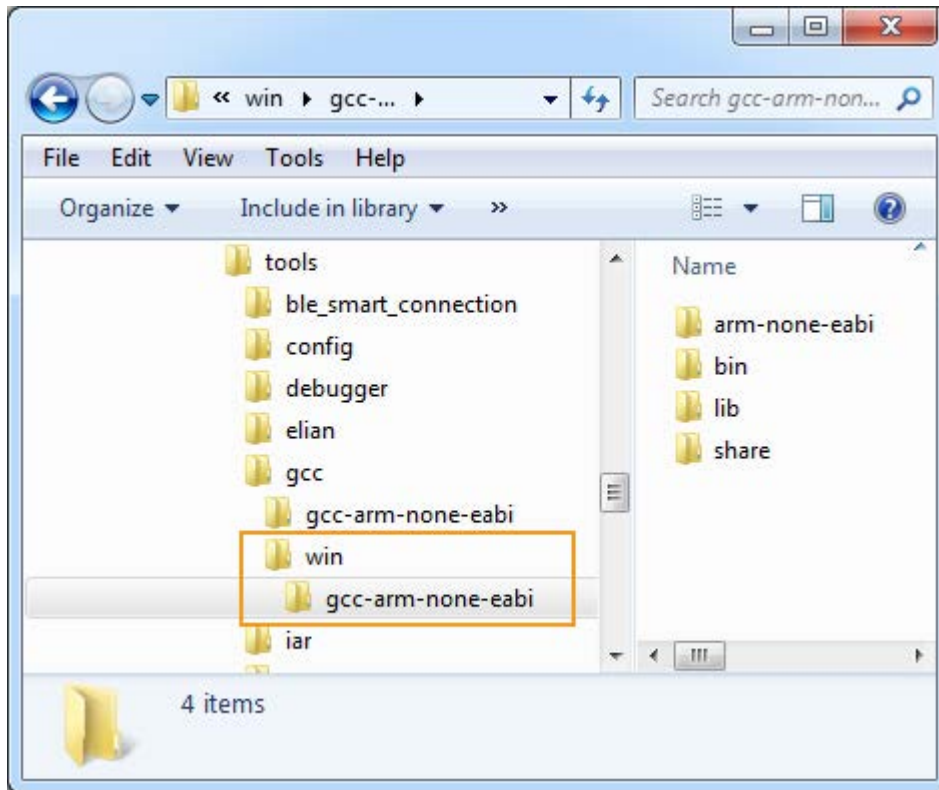 « win ▸ gcc-... ▸ Search gcc-arm-non...
File Edit View Tools Help
Organize Include in library »
tools
ble_smart_connection
config
debugger
elian
gcc
gcc-arm-none-eabi
win
gcc-arm-none-eabi
iar
Name
arm-none-eabi
bin
lib
share
4 items